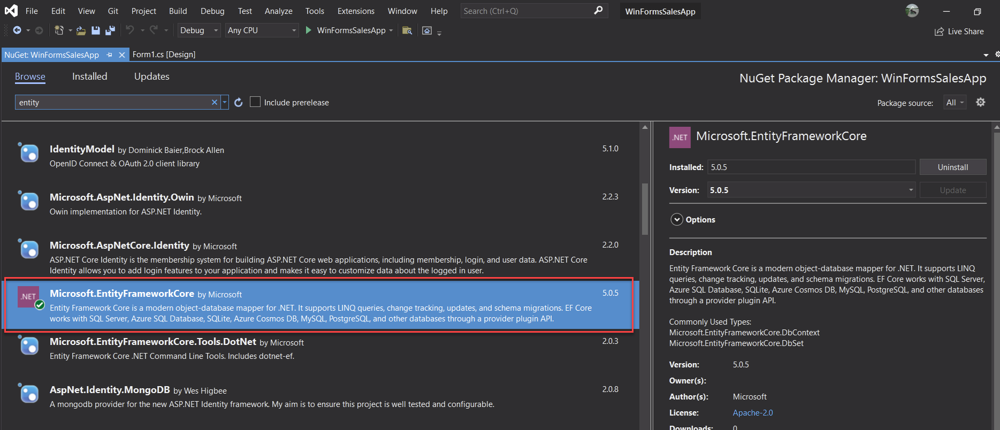 File Edit View Git Project Build Debug Test Analyze Tools Extensions Window Help Search (Ctrl+Q) WinFormsSalesApp
Debug Any CPU WinFormsSalesApp Live Share
NuGet: WinFormsSalesApp Form1.cs [Design]
Browse Installed Updates
NuGet Package Manager: WinFormsSalesApp
entity Include prerelease
Package source: All
IdentityModel by Dominick Baier,Brock Allen 5.1.0
OpenID Connect & OAuth 2.0 client library
Microsoft.AspNet.Identity.Owin by Microsoft 2.2.3
Owin implementation for ASP.NET Identity.
Microsoft.AspNetCore.Identity by Microsoft 2.2.0
ASP.NET Core Identity is the membership system for building ASP.NET Core web applications, including membership, login, and user data. ASP.NET Core
Identity allows you to add login features to your application and makes it easy to customize data about the logged in user.
.NET
Microsoft.EntityFrameworkCore by Microsoft 5.0.5
Entity Framework Core is a modern object-database mapper for .NET. It supports LINQ queries, change tracking, updates, and schema migrations. EF Core
works with SQL Server, Azure SQL Database, SQLite, Azure Cosmos DB, MySQL, PostgreSQL, and other databases through a provider plugin API.
Microsoft.EntityFrameworkCore.Tools.DotNet by Microsoft 2.0.3
Entity Framework Core .NET Command Line Tools. Includes dotnet-ef.
AspNet.Identity.MongoDB by Wes Higbee 2.0.8
A mongodb provider for the new ASP.NET Identity framework. My aim is to ensure this project is well tested and configurable.
.NET
Microsoft.EntityFrameworkCore
Installed: 5.0.5 Uninstall
Version: 5.0.5 Update
Options
Description
Entity Framework Core is a modern object-database mapper for .NET. It supports LINQ
queries, change tracking, updates, and schema migrations. EF Core works with SQL Server,
Azure SQL Database, SQLite, Azure Cosmos DB, MySQL, PostgreSQL, and other databases
through a provider plugin API.
Commonly Used Types:
Microsoft.EntityFrameworkCore.DbContext
Microsoft.EntityFrameworkCore.DbSet
Version: 5.0.5
Owner(s):
Author(s): Microsoft
License: Apache-2.0
Downloads: 0